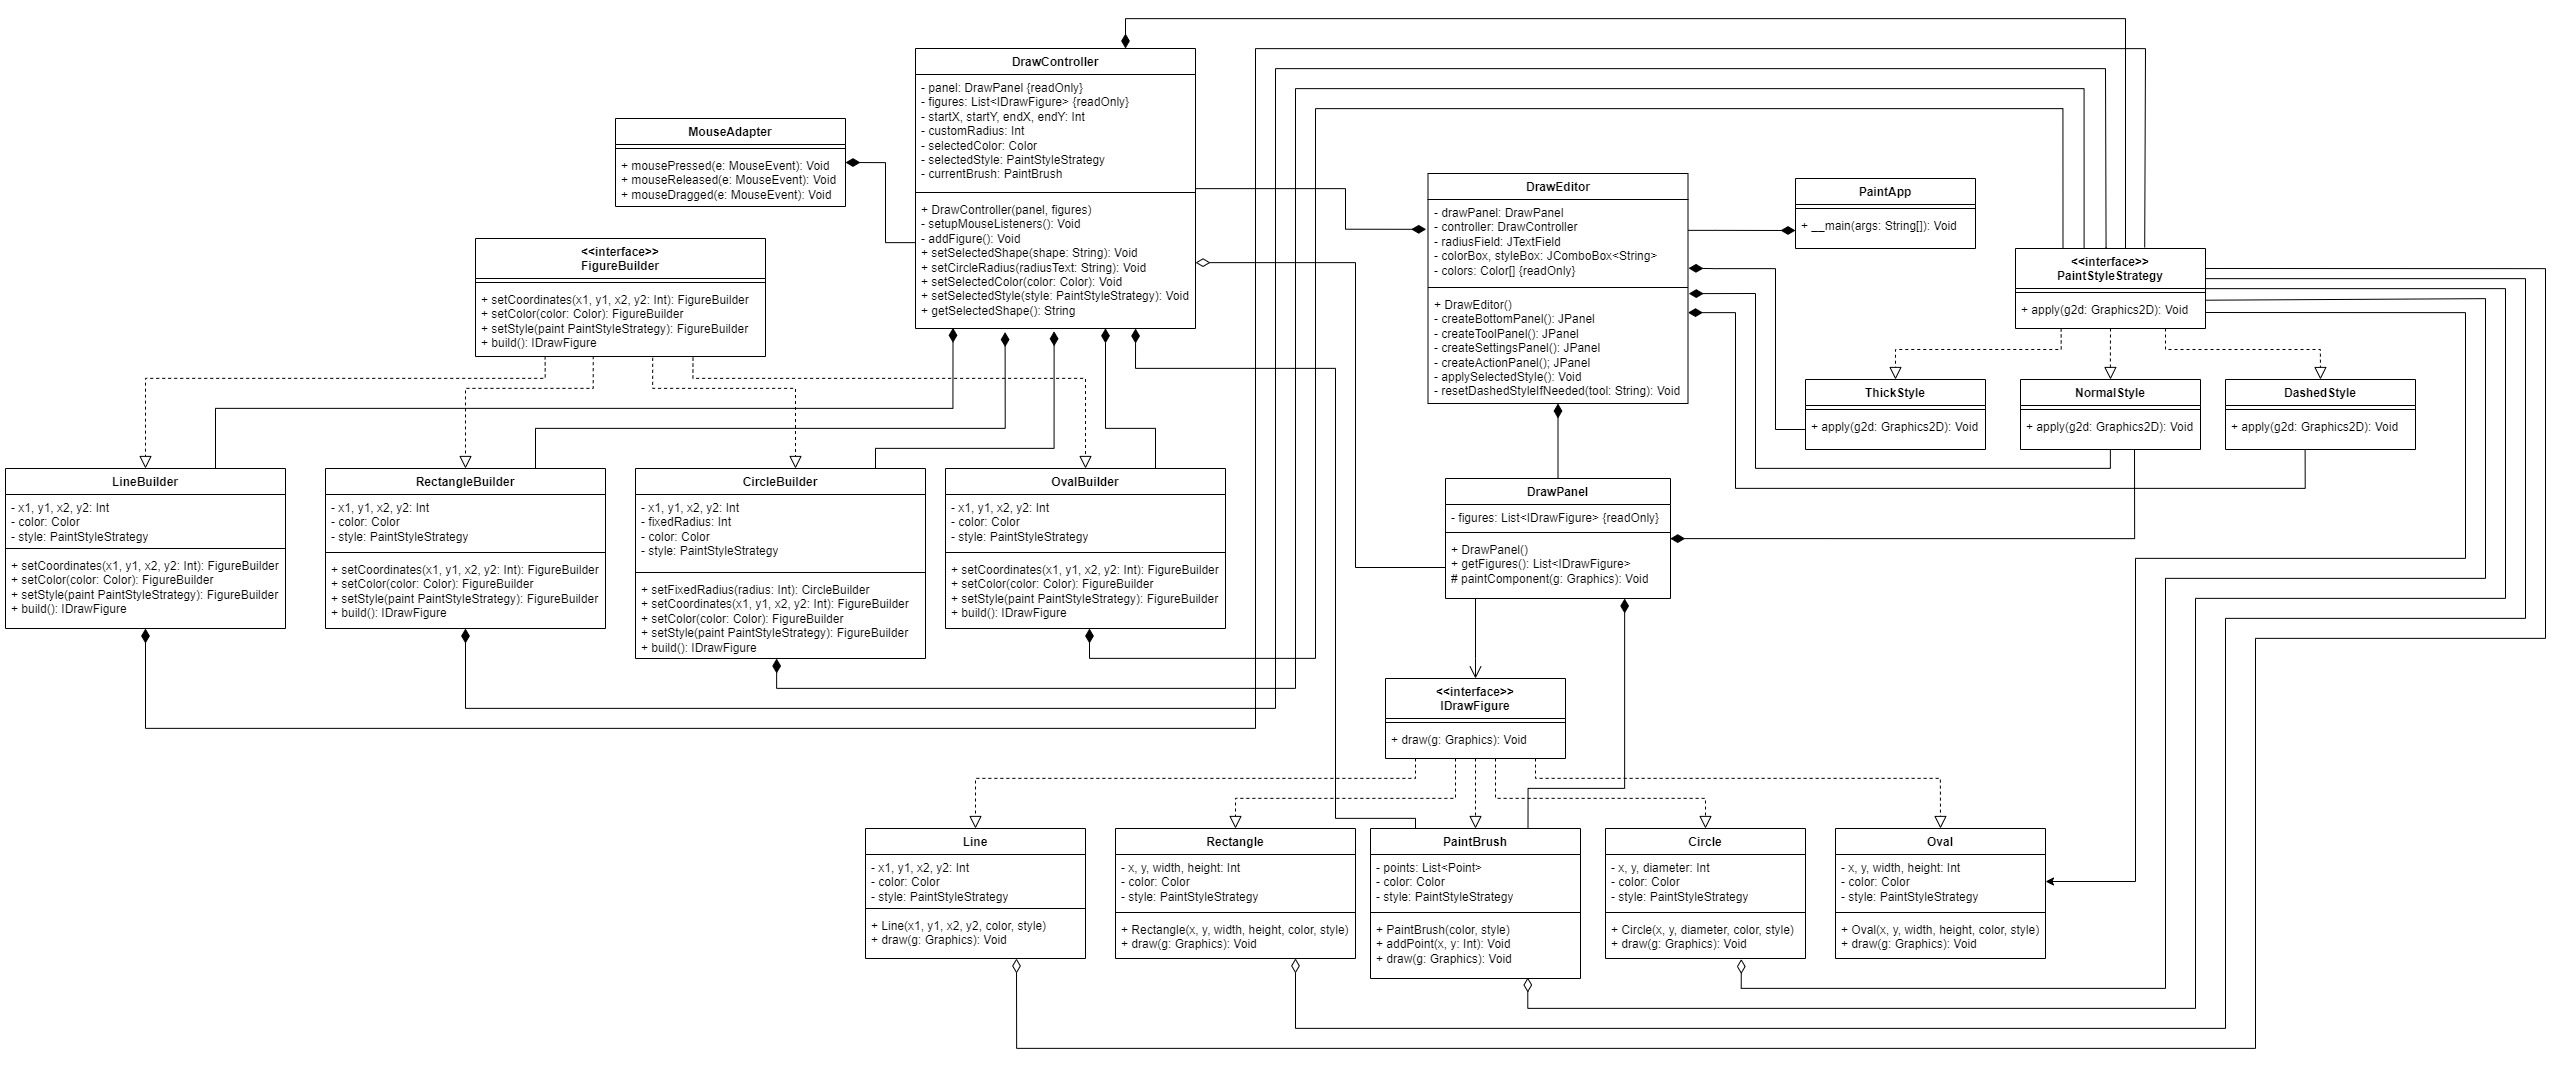 DrawController
- panel: DrawPanel {readOnly}
- figures: List<IDrawFigure> {readOnly}
- startX, startY, endX, endY: Int
- customRadius: Int
- selectedColor: Color
- selectedStyle: PaintStyleStrategy
- currentBrush: PaintBrush
+ DrawController(panel, figures)
- setupMouseListeners(): Void
- addFigure(): Void
+ setSelectedShape(shape: String): Void
+ setCircleRadius(radiusText: String): Void
+ setSelectedColor(color: Color): Void
+ setSelectedStyle(style: PaintStyleStrategy): Void
+ getSelectedShape(): String
MouseAdapter
+ mousePressed(e: MouseEvent): Void
+ mouseReleased(e: MouseEvent): Void
+ mouseDragged(e: MouseEvent): Void
<<interface>>
FigureBuilder
+ setCoordinates(x1, y1, x2, y2: Int): FigureBuilder
+ setColor(color: Color): FigureBuilder
+ setStyle(paint PaintStyleStrategy): FigureBuilder
+ build(): IDrawFigure
DrawEditor
- drawPanel: DrawPanel
- controller: DrawController
- radiusField: JTextField
- colorBox, styleBox: JComboBox<String>
- colors: Color[] {readOnly}
+ DrawEditor()
- createBottomPanel(): JPanel
- createToolPanel(): JPanel
- createSettingsPanel(): JPanel
- createActionPanel(); JPanel
- applySelectedStyle(): Void
- resetDashedStyleIfNeeded(tool: String): Void
PaintApp
+ __main(args: String[]): Void
<<interface>>
PaintStyleStrategy
+ apply(g2d: Graphics2D): Void
ThickStyle
+ apply(g2d: Graphics2D): Void
NormalStyle
+ apply(g2d: Graphics2D): Void
DashedStyle
+ apply(g2d: Graphics2D): Void
LineBuilder
- x1, y1, x2, y2: Int
- color: Color
- style: PaintStyleStrategy
+ setCoordinates(x1, y1, x2, y2: Int): FigureBuilder
+ setColor(color: Color): FigureBuilder
+ setStyle(paint PaintStyleStrategy): FigureBuilder
+ build(): IDrawFigure
RectangleBuilder
- x1, y1, x2, y2: Int
- color: Color
- style: PaintStyleStrategy
+ setCoordinates(x1, y1, x2, y2: Int): FigureBuilder
+ setColor(color: Color): FigureBuilder
+ setStyle(paint PaintStyleStrategy): FigureBuilder
+ build(): IDrawFigure
CircleBuilder
- x1, y1, x2, y2: Int
- fixedRadius: Int
- color: Color
- style: PaintStyleStrategy
+ setFixedRadius(radius: Int): CircleBuilder
+ setCoordinates(x1, y1, x2, y2: Int): FigureBuilder
+ setColor(color: Color): FigureBuilder
+ setStyle(paint PaintStyleStrategy): FigureBuilder
+ build(): IDrawFigure
OvalBuilder
- x1, y1, x2, y2: Int
- color: Color
- style: PaintStyleStrategy
+ setCoordinates(x1, y1, x2, y2: Int): FigureBuilder
+ setColor(color: Color): FigureBuilder
+ setStyle(paint PaintStyleStrategy): FigureBuilder
+ build(): IDrawFigure
DrawPanel
- figures: List<IDrawFigure> {readOnly}
+ DrawPanel()
+ getFigures(): List<IDrawFigure>
# paintComponent(g: Graphics): Void
<<interface>>
IDrawFigure
+ draw(g: Graphics): Void
Line
- x1, y1, x2, y2: Int
- color: Color
- style: PaintStyleStrategy
+ Line(x1, y1, x2, y2, color, style)
+ draw(g: Graphics): Void
Rectangle
- x, y, width, height: Int
- color: Color
- style: PaintStyleStrategy
+ Rectangle(x, y, width, height, color, style)
+ draw(g: Graphics): Void
PaintBrush
- points: List<Point>
- color: Color
- style: PaintStyleStrategy
+ PaintBrush(color, style)
+ addPoint(x, y: Int): Void
+ draw(g: Graphics): Void
Circle
- x, y, diameter: Int
- color: Color
- style: PaintStyleStrategy
+ Circle(x, y, diameter, color, style)
+ draw(g: Graphics): Void
Oval
- x, y, width, height: Int
- color: Color
- style: PaintStyleStrategy
+ Oval(x, y, width, height, color, style)
+ draw(g: Graphics): Void